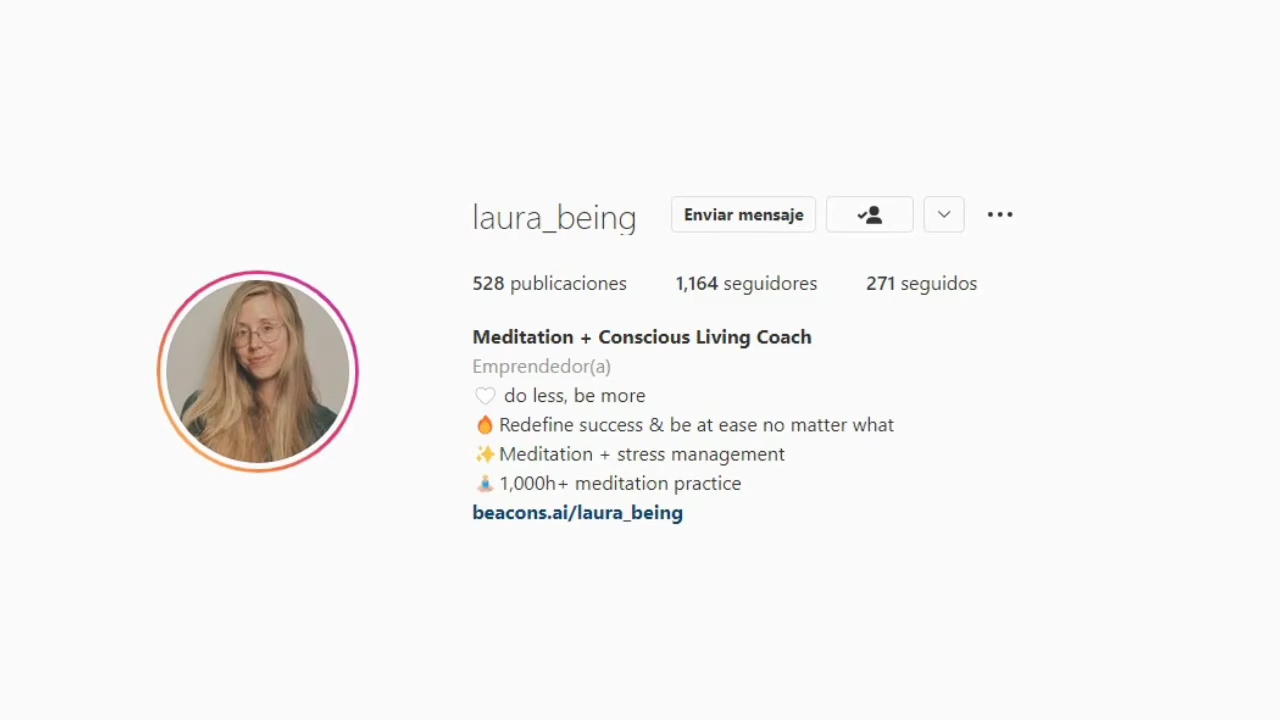 laura_being Enviar mensaje
528 publicaciones 1,164 seguidores 271 seguidos
Meditation + Conscious Living Coach
Emprendedor(a)
🤍 do less, be more
🔥Redefine success & be at ease no matter what
✨Meditation + stress management
🧘🏼‍♀️1,000h+ meditation practice
beacons.ai/laura_being